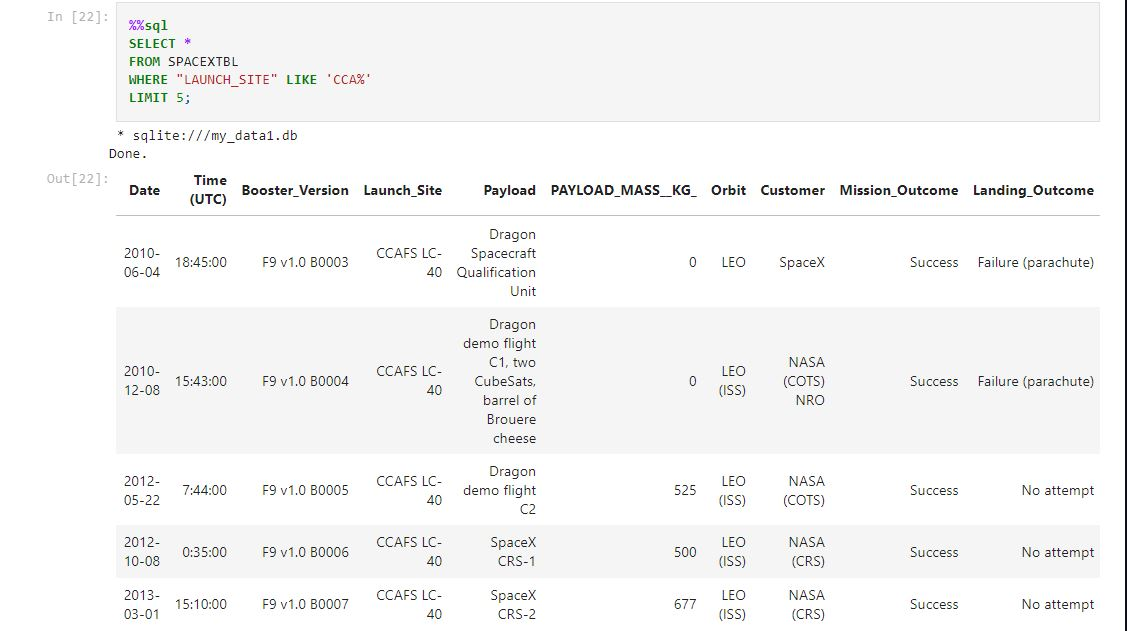 In [22]:
%%sql
SELECT *
FROM SPACEXTBL
WHERE "LAUNCH_SITE" LIKE 'CCA%'
LIMIT 5;
* sqlite:///my_data1.db
Done.
Out[22]:
Date Time (UTC) Booster_Version Launch_Site Payload PAYLOAD_MASS__KG_ Orbit Customer Mission_Outcome Landing_Outcome
2010-06-04 18:45:00 F9 v1.0 B0003 CCAFS LC-40 Dragon Spacecraft Qualification Unit 0 LEO SpaceX Success Failure (parachute)
2010-12-08 15:43:00 F9 v1.0 B0004 CCAFS LC-40 Dragon demo flight C1, two CubeSats, barrel of Brouere cheese 0 LEO (ISS) NASA (COTS) NRO Success Failure (parachute)
2012-05-22 7:44:00 F9 v1.0 B0005 CCAFS LC-40 Dragon demo flight C2 525 LEO (ISS) NASA (COTS) Success No attempt
2012-10-08 0:35:00 F9 v1.0 B0006 CCAFS LC-40 SpaceX CRS-1 500 LEO (ISS) NASA (CRS) Success No attempt
2013-03-01 15:10:00 F9 v1.0 B0007 CCAFS LC-40 SpaceX CRS-2 677 LEO (ISS) NASA (CRS) Success No attempt